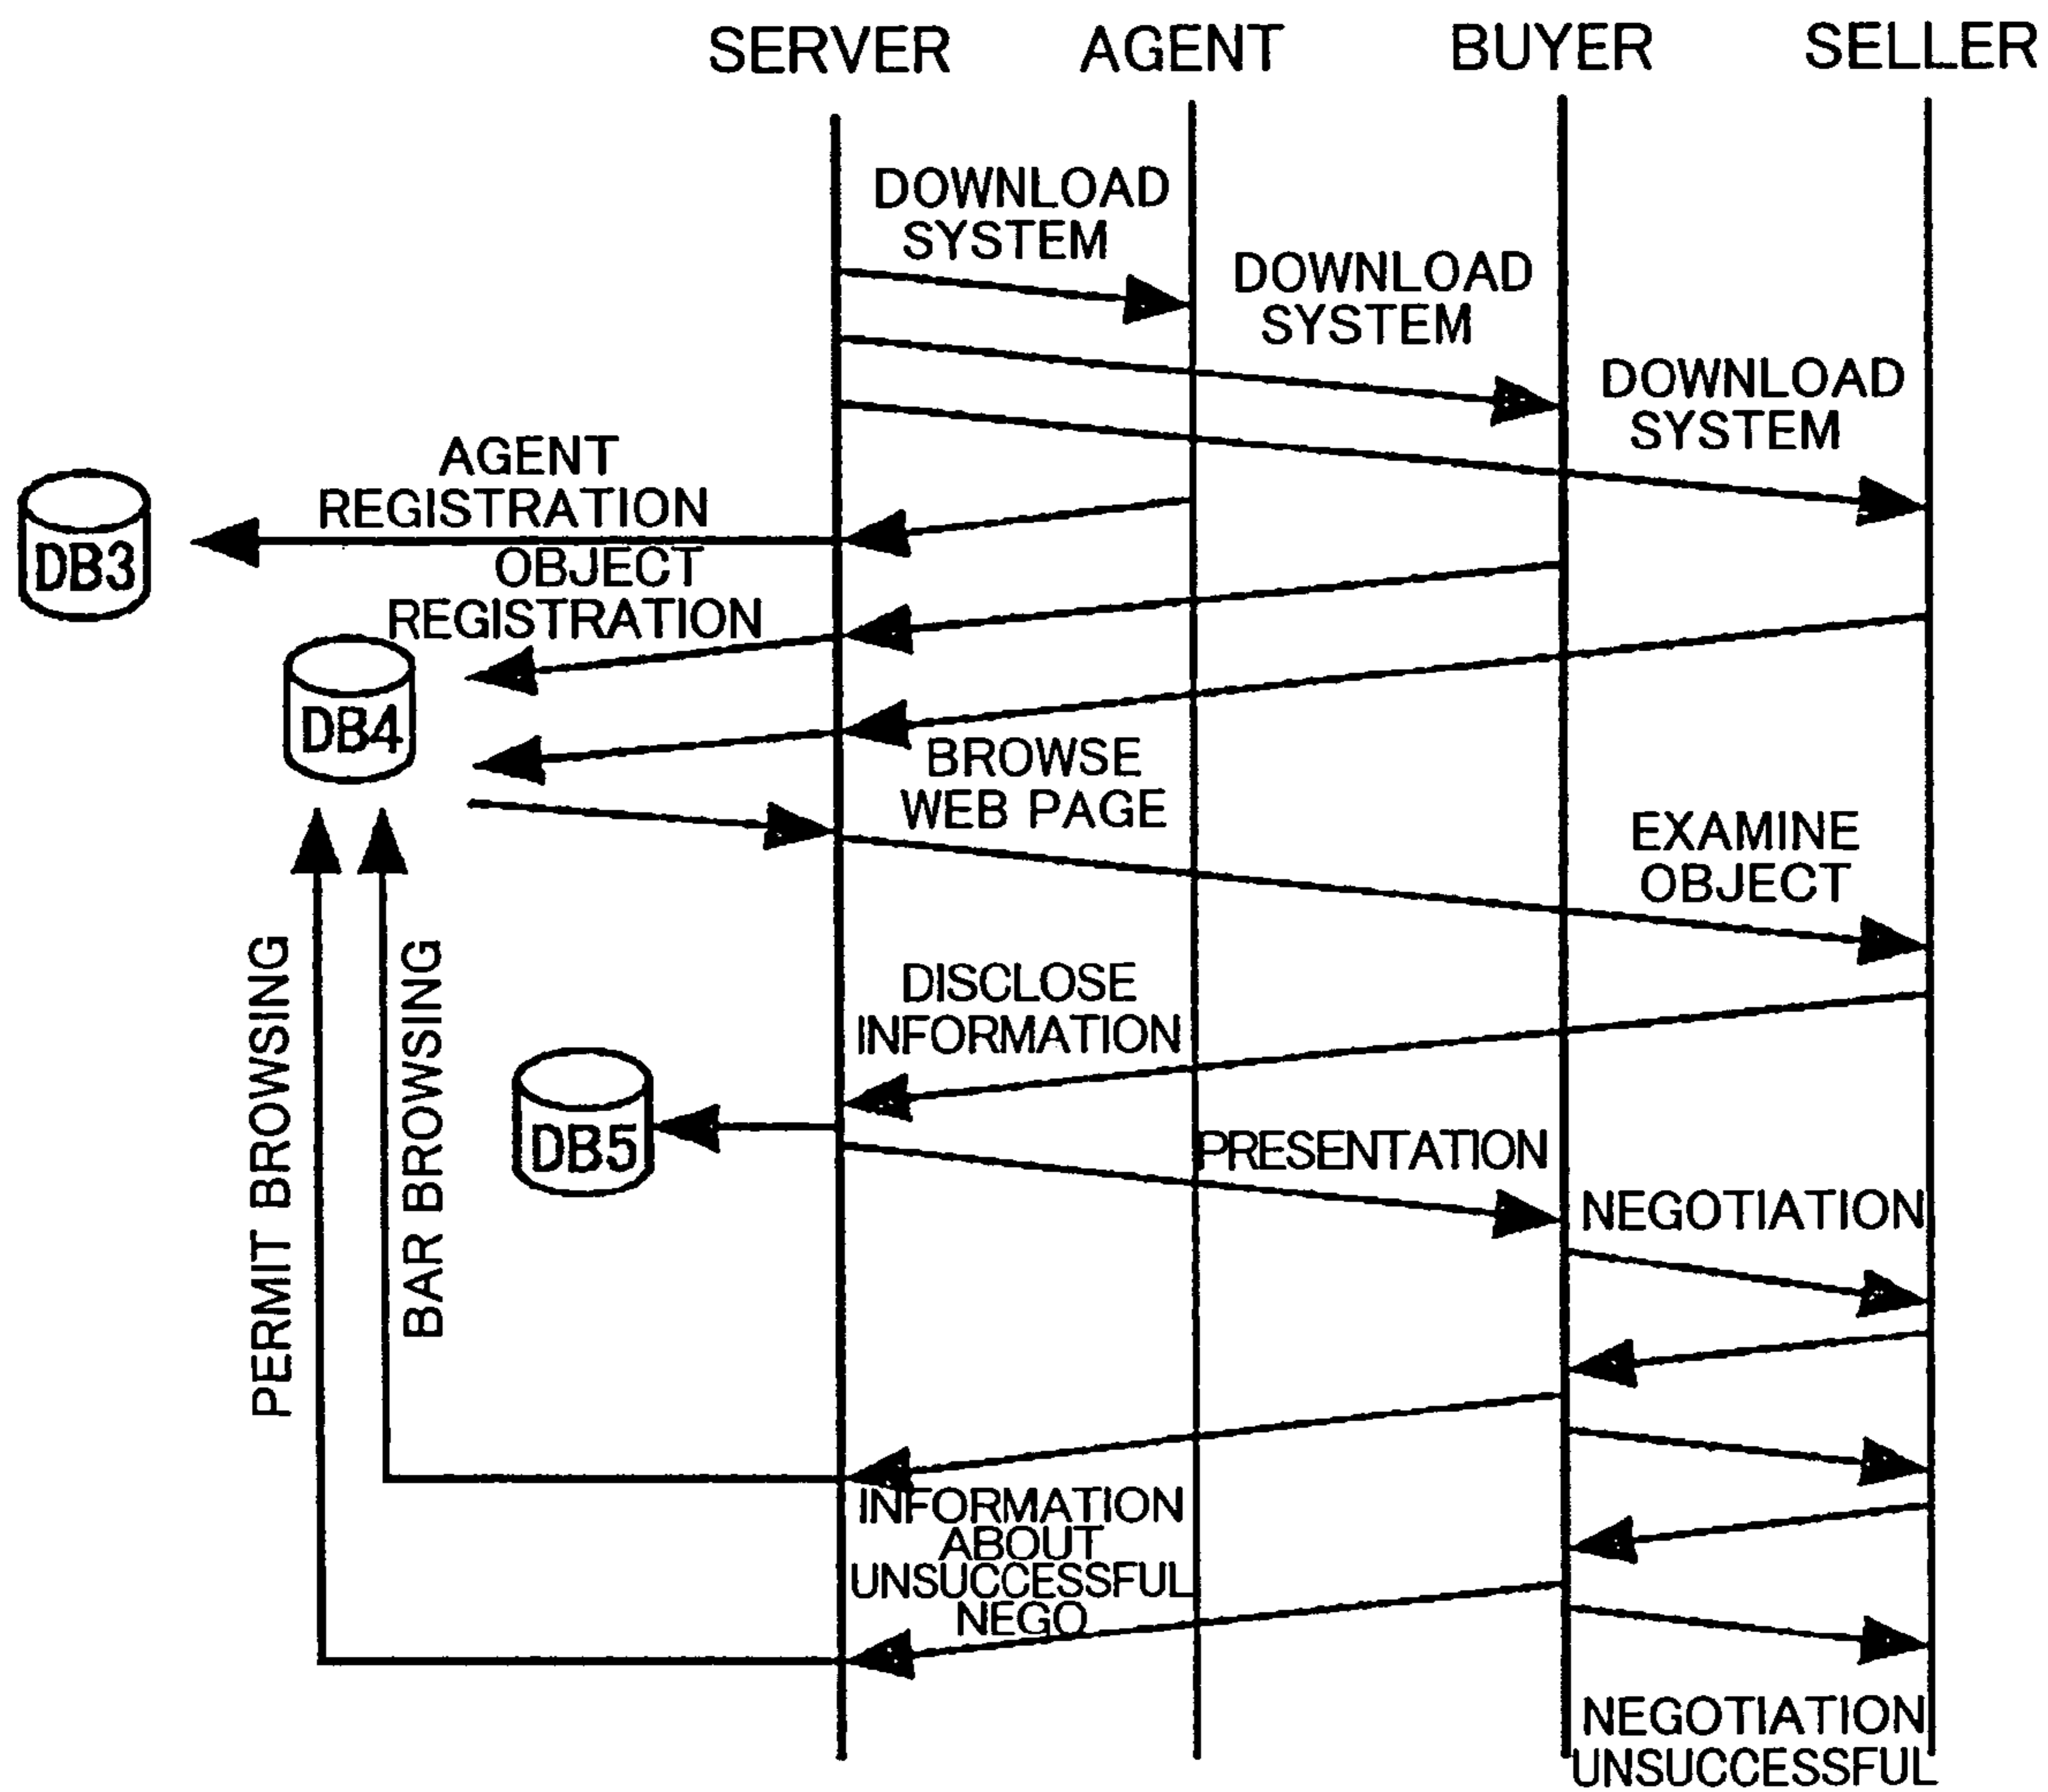 SERVER AGENT BUYER SELLER
DOWNLOAD
SYSTEM
DOWNLOAD
SYSTEM
DOWNLOAD
SYSTEM
AGENT
REGISTRATION
DB3
OBJECT
REGISTRATION
DB4
BROWSE
WEB PAGE
EXAMINE
OBJECT
PERMIT BROWSING
BAR BROWSING
DISCLOSE
INFORMATION
DB5
PRESENTATION
NEGOTIATION
INFORMATION
ABOUT
UNSUCCESSFUL
NEGO
NEGOTIATION
UNSUCCESSFUL